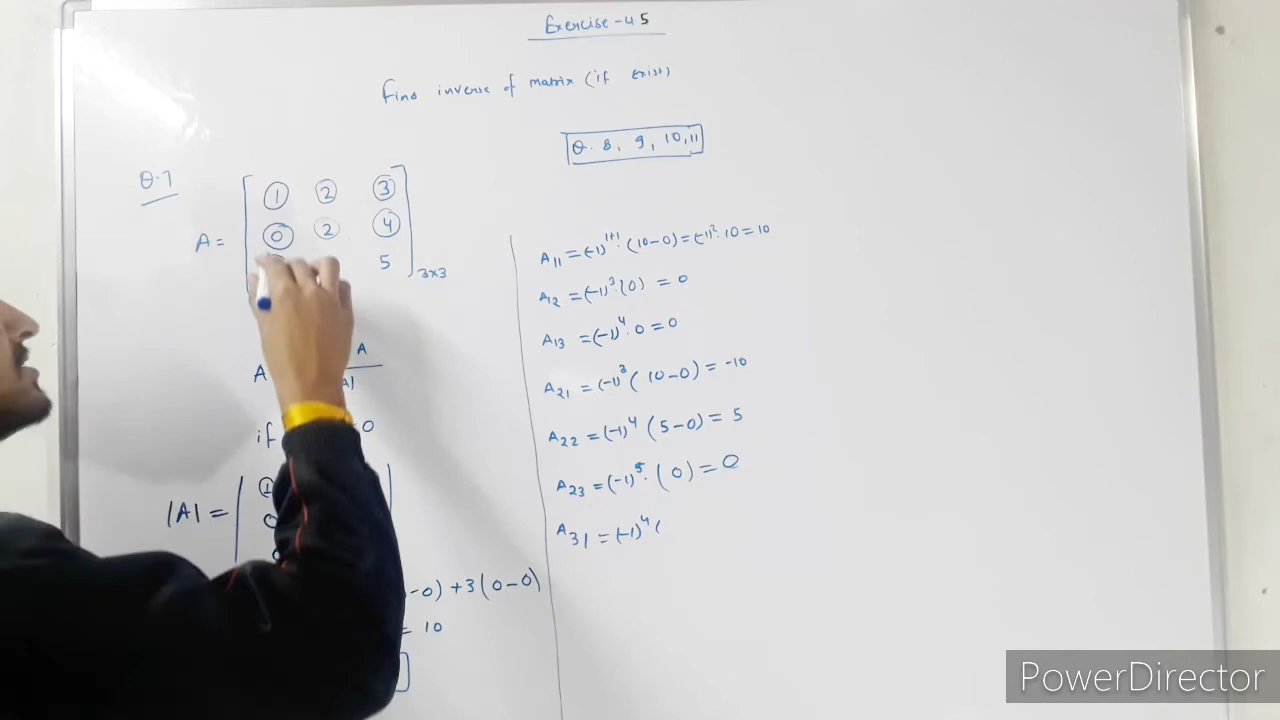 Exercise - 4 5
Find inverse of matrix (if exist)
Q. 8, 9, 10, 11
Q.7
A =
1 2 3
0 2 4
5
3×3
A
A
if 0
|A| =
0
-0) +3(0-0)
= 10
A₁₁ = (-1)¹⁺¹. (10-0) = (-1)². 10 = 10
A₁₂ = (-1)³. (0) = 0
A₁₃ = (-1)⁴. 0 = 0
A₂₁ = (-1)³ (10-0) = -10
A₂₂ = (-1)⁴ (5-0) = 5
A₂₃ = (-1)⁵. (0) = 0
A₃₁ = (-1)⁴ (
PowerDirector